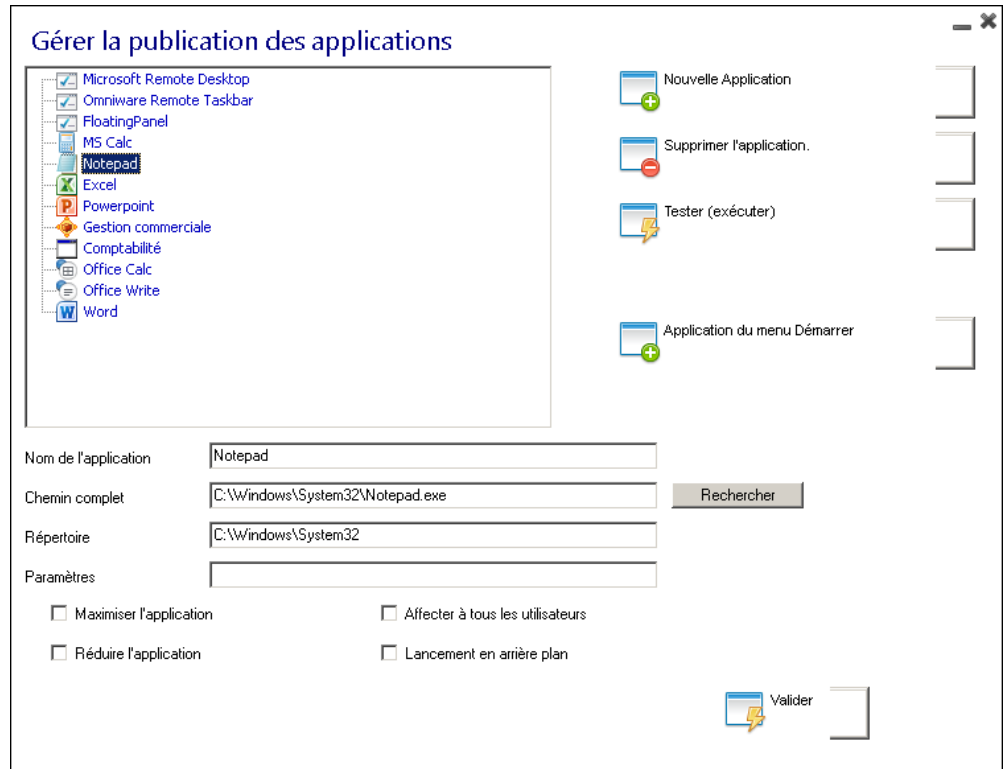 Gérer la publication des applications
Microsoft Remote Desktop
Omniware Remote Taskbar
FloatingPanel
MS Calc
Notepad
Excel
Powerpoint
Gestion commerciale
Comptabilité
Office Calc
Office Write
Word
Nouvelle Application
Supprimer l'application.
Tester (exécuter)
Application du menu Démarrer
Nom de l'application Notepad
Chemin complet C:\Windows\System32\Notepad.exe Rechercher
Répertoire C:\Windows\System32
Paramètres
Maximiser l'application Affecter à tous les utilisateurs
Réduire l'application Lancement en arrière plan
Valider